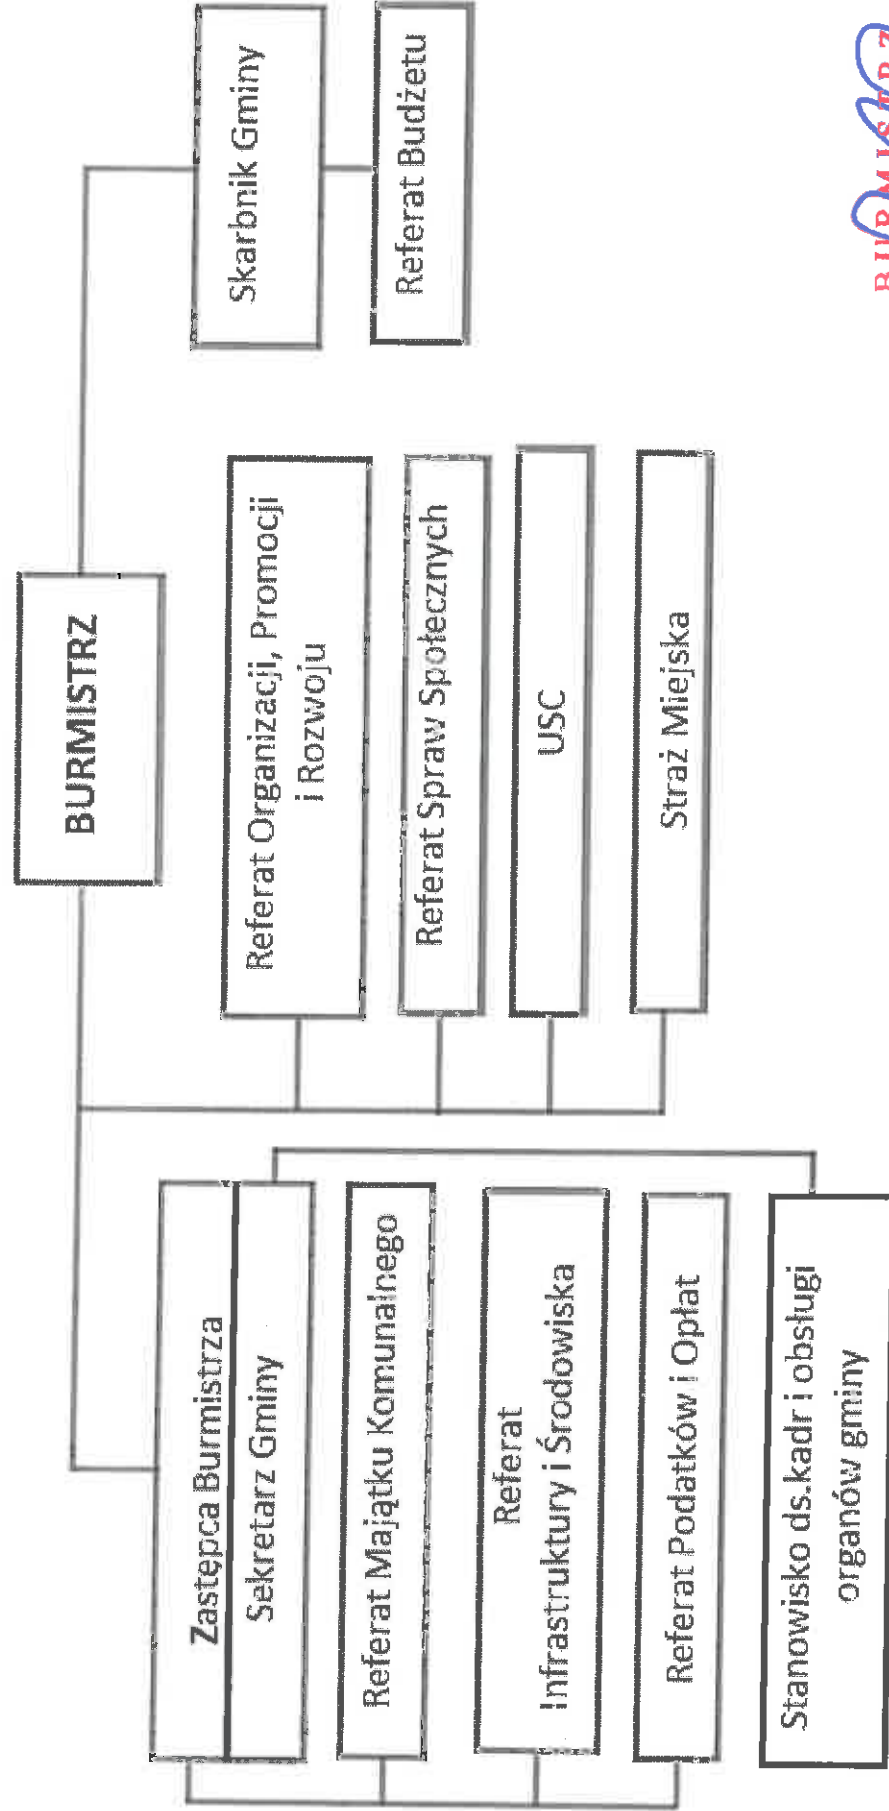 BURMISTRZ
Zastępca Burmistrza
Sekretarz Gminy
Referat Majątku Komunalnego
Referat
Infrastruktury i Środowiska
Referat Podatków i Opłat
Stanowisko ds.kadr i obsługi
organów gminy
Referat Organizacji, Promocji
i Rozwoju
Referat Spraw Społecznych
USC
Straż Miejska
Skarbnik Gminy
Referat Budżetu
BURMISTRZ